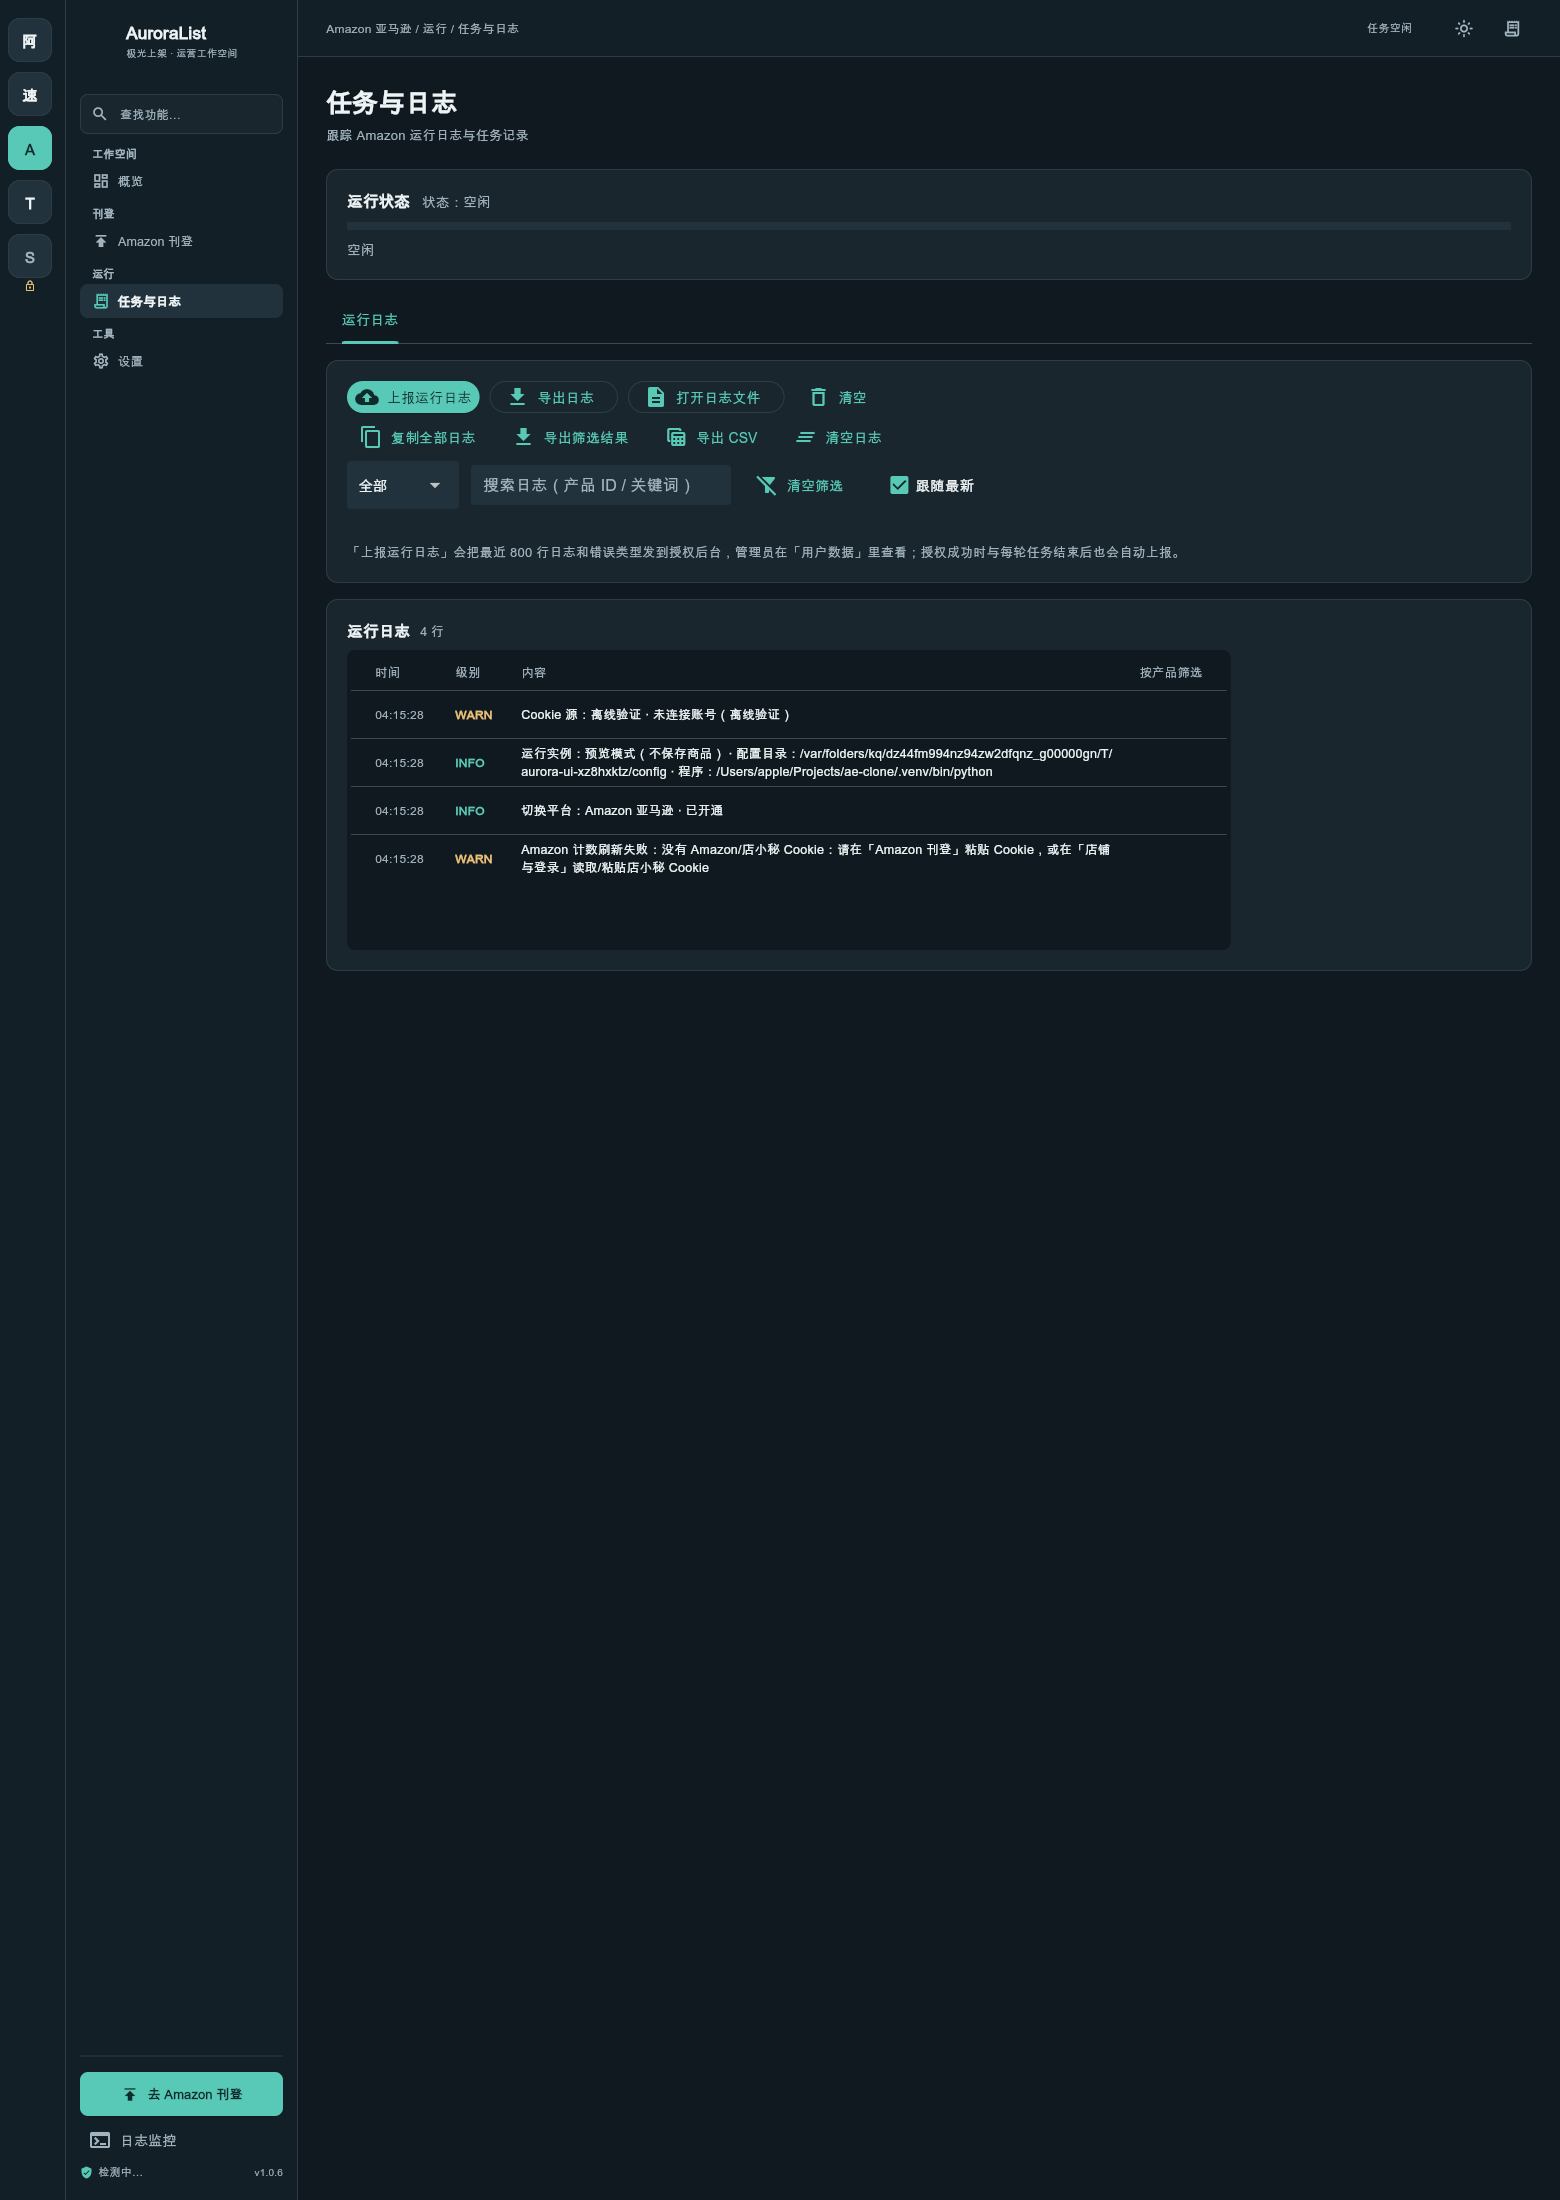 阿
速
A
T
S
AuroraList
极光上架 · 运营工作空间
查找功能...
工作空间
概览
刊登
Amazon 刊登
运行
任务与日志
工具
设置
去 Amazon 刊登
日志监控
检测中...
v1.0.6
Amazon 亚马逊 / 运行 / 任务与日志
任务空闲
任务与日志
跟踪 Amazon 运行日志与任务记录
运行状态 状态：空闲
空闲
运行日志
上报运行日志 导出日志 打开日志文件 清空
复制全部日志 导出筛选结果 导出 CSV 清空日志
全部 搜索日志（产品 ID / 关键词） 清空筛选 跟随最新
「上报运行日志」会把最近 800 行日志和错误类型发到授权后台，管理员在「用户数据」里查看；授权成功时与每轮任务结束后也会自动上报。
运行日志 4 行
时间 级别 内容 按产品筛选
04:15:28 WARN Cookie 源：离线验证 · 未连接账号（离线验证）
04:15:28 INFO 运行实例：预览模式（不保存商品） · 配置目录：/var/folders/kq/dz44fm994nz94zw2dfqnz_g00000gn/T/
aurora-ui-xz8hxktz/config · 程序：/Users/apple/Projects/ae-clone/.venv/bin/python
04:15:28 INFO 切换平台：Amazon 亚马逊 · 已开通
04:15:28 WARN Amazon 计数刷新失败：没有 Amazon/店小秘 Cookie：请在「Amazon 刊登」粘贴 Cookie，或在「店铺
与登录」读取/粘贴店小秘 Cookie